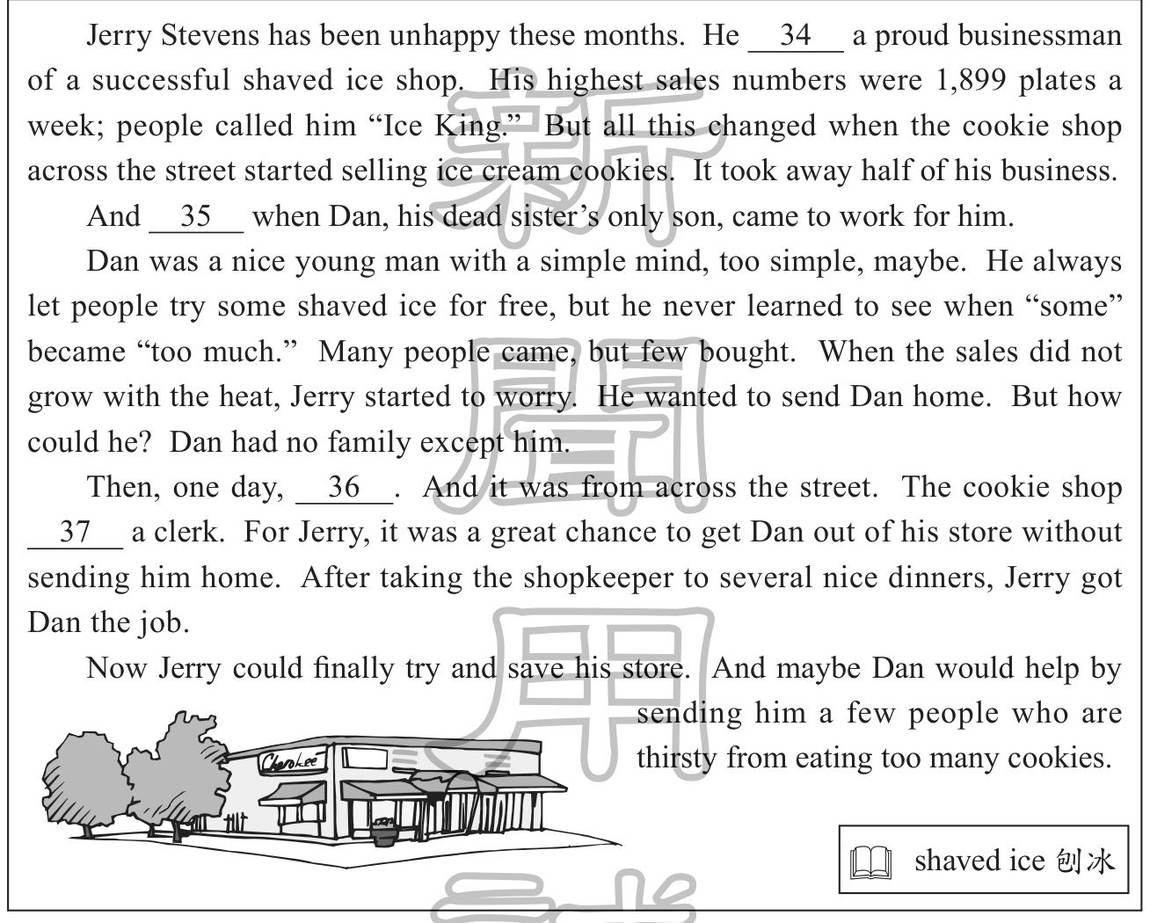 Jerry Stevens has been unhappy these months. He 34 a proud businessman
of a successful shaved ice shop. His highest sales numbers were 1,899 plates a
week; people called him “Ice King.” But all this changed when the cookie shop
across the street started selling ice cream cookies. It took away half of his business.
And 35 when Dan, his dead sister’s only son, came to work for him.
Dan was a nice young man with a simple mind, too simple, maybe. He always
let people try some shaved ice for free, but he never learned to see when “some”
became “too much.” Many people came, but few bought. When the sales did not
grow with the heat, Jerry started to worry. He wanted to send Dan home. But how
could he? Dan had no family except him.
Then, one day, 36 . And it was from across the street. The cookie shop
37 a clerk. For Jerry, it was a great chance to get Dan out of his store without
sending him home. After taking the shopkeeper to several nice dinners, Jerry got
Dan the job.
Now Jerry could finally try and save his store. And maybe Dan would help by
sending him a few people who are
thirsty from eating too many cookies.
Cherokee
shaved ice 刨冰
新
聞
用